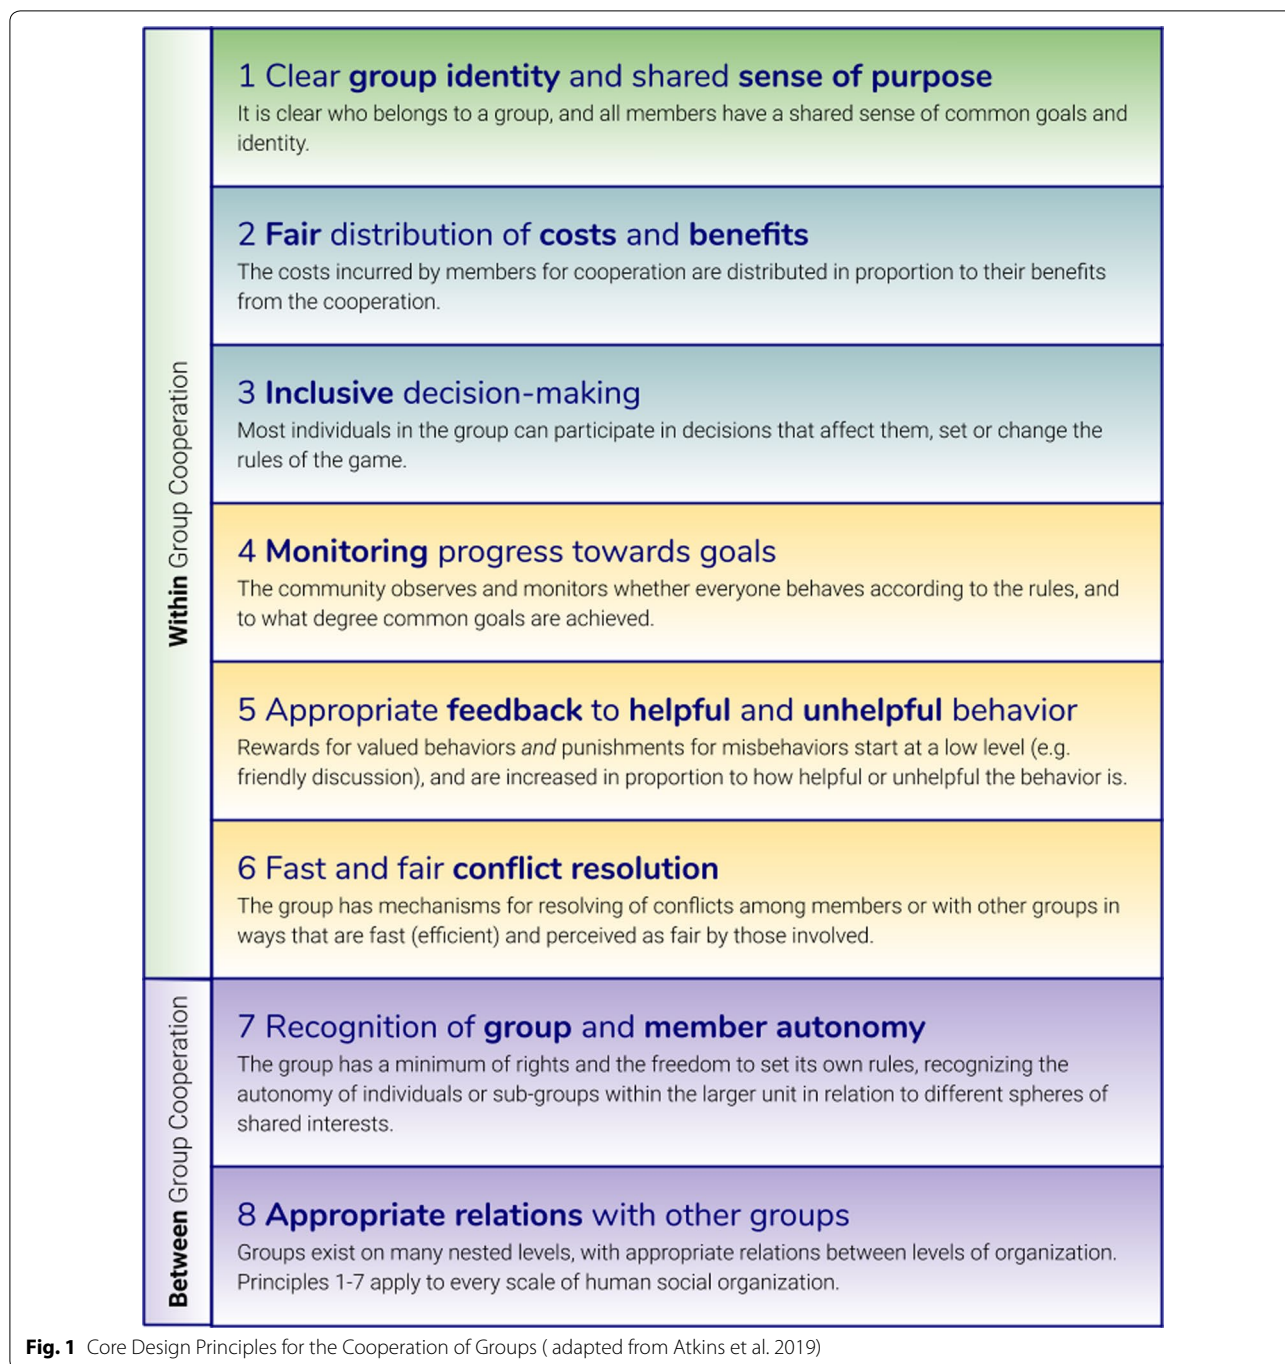 Within Group Cooperation
1 Clear group identity and shared sense of purpose
It is clear who belongs to a group, and all members have a shared sense of common goals and
identity.
2 Fair distribution of costs and benefits
The costs incurred by members for cooperation are distributed in proportion to their benefits
from the cooperation.
3 Inclusive decision-making
Most individuals in the group can participate in decisions that affect them, set or change the
rules of the game.
4 Monitoring progress towards goals
The community observes and monitors whether everyone behaves according to the rules, and
to what degree common goals are achieved.
5 Appropriate feedback to helpful and unhelpful behavior
Rewards for valued behaviors and punishments for misbehaviors start at a low level (e.g.
friendly discussion), and are increased in proportion to how helpful or unhelpful the behavior is.
6 Fast and fair conflict resolution
The group has mechanisms for resolving of conflicts among members or with other groups in
ways that are fast (efficient) and perceived as fair by those involved.
Between Group Cooperation
7 Recognition of group and member autonomy
The group has a minimum of rights and the freedom to set its own rules, recognizing the
autonomy of individuals or sub-groups within the larger unit in relation to different spheres of
shared interests.
8 Appropriate relations with other groups
Groups exist on many nested levels, with appropriate relations between levels of organization.
Principles 1-7 apply to every scale of human social organization.
Fig. 1 Core Design Principles for the Cooperation of Groups ( adapted from Atkins et al. 2019)